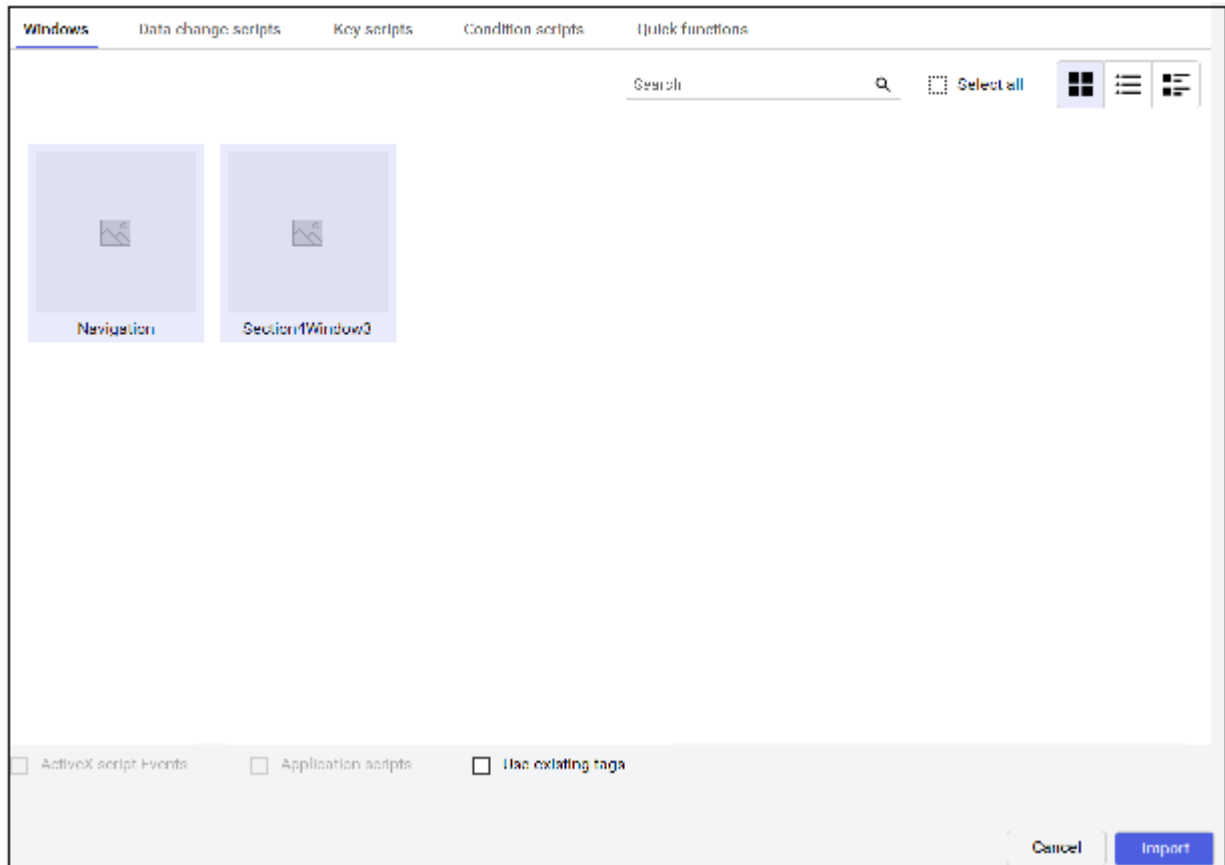 Windows Data change scripts Key scripts Condition scripts Quick functions
Search Select all
Navigation Section4Window3
ActiveX script Events Application scripts Use existing tags
Cancel Import